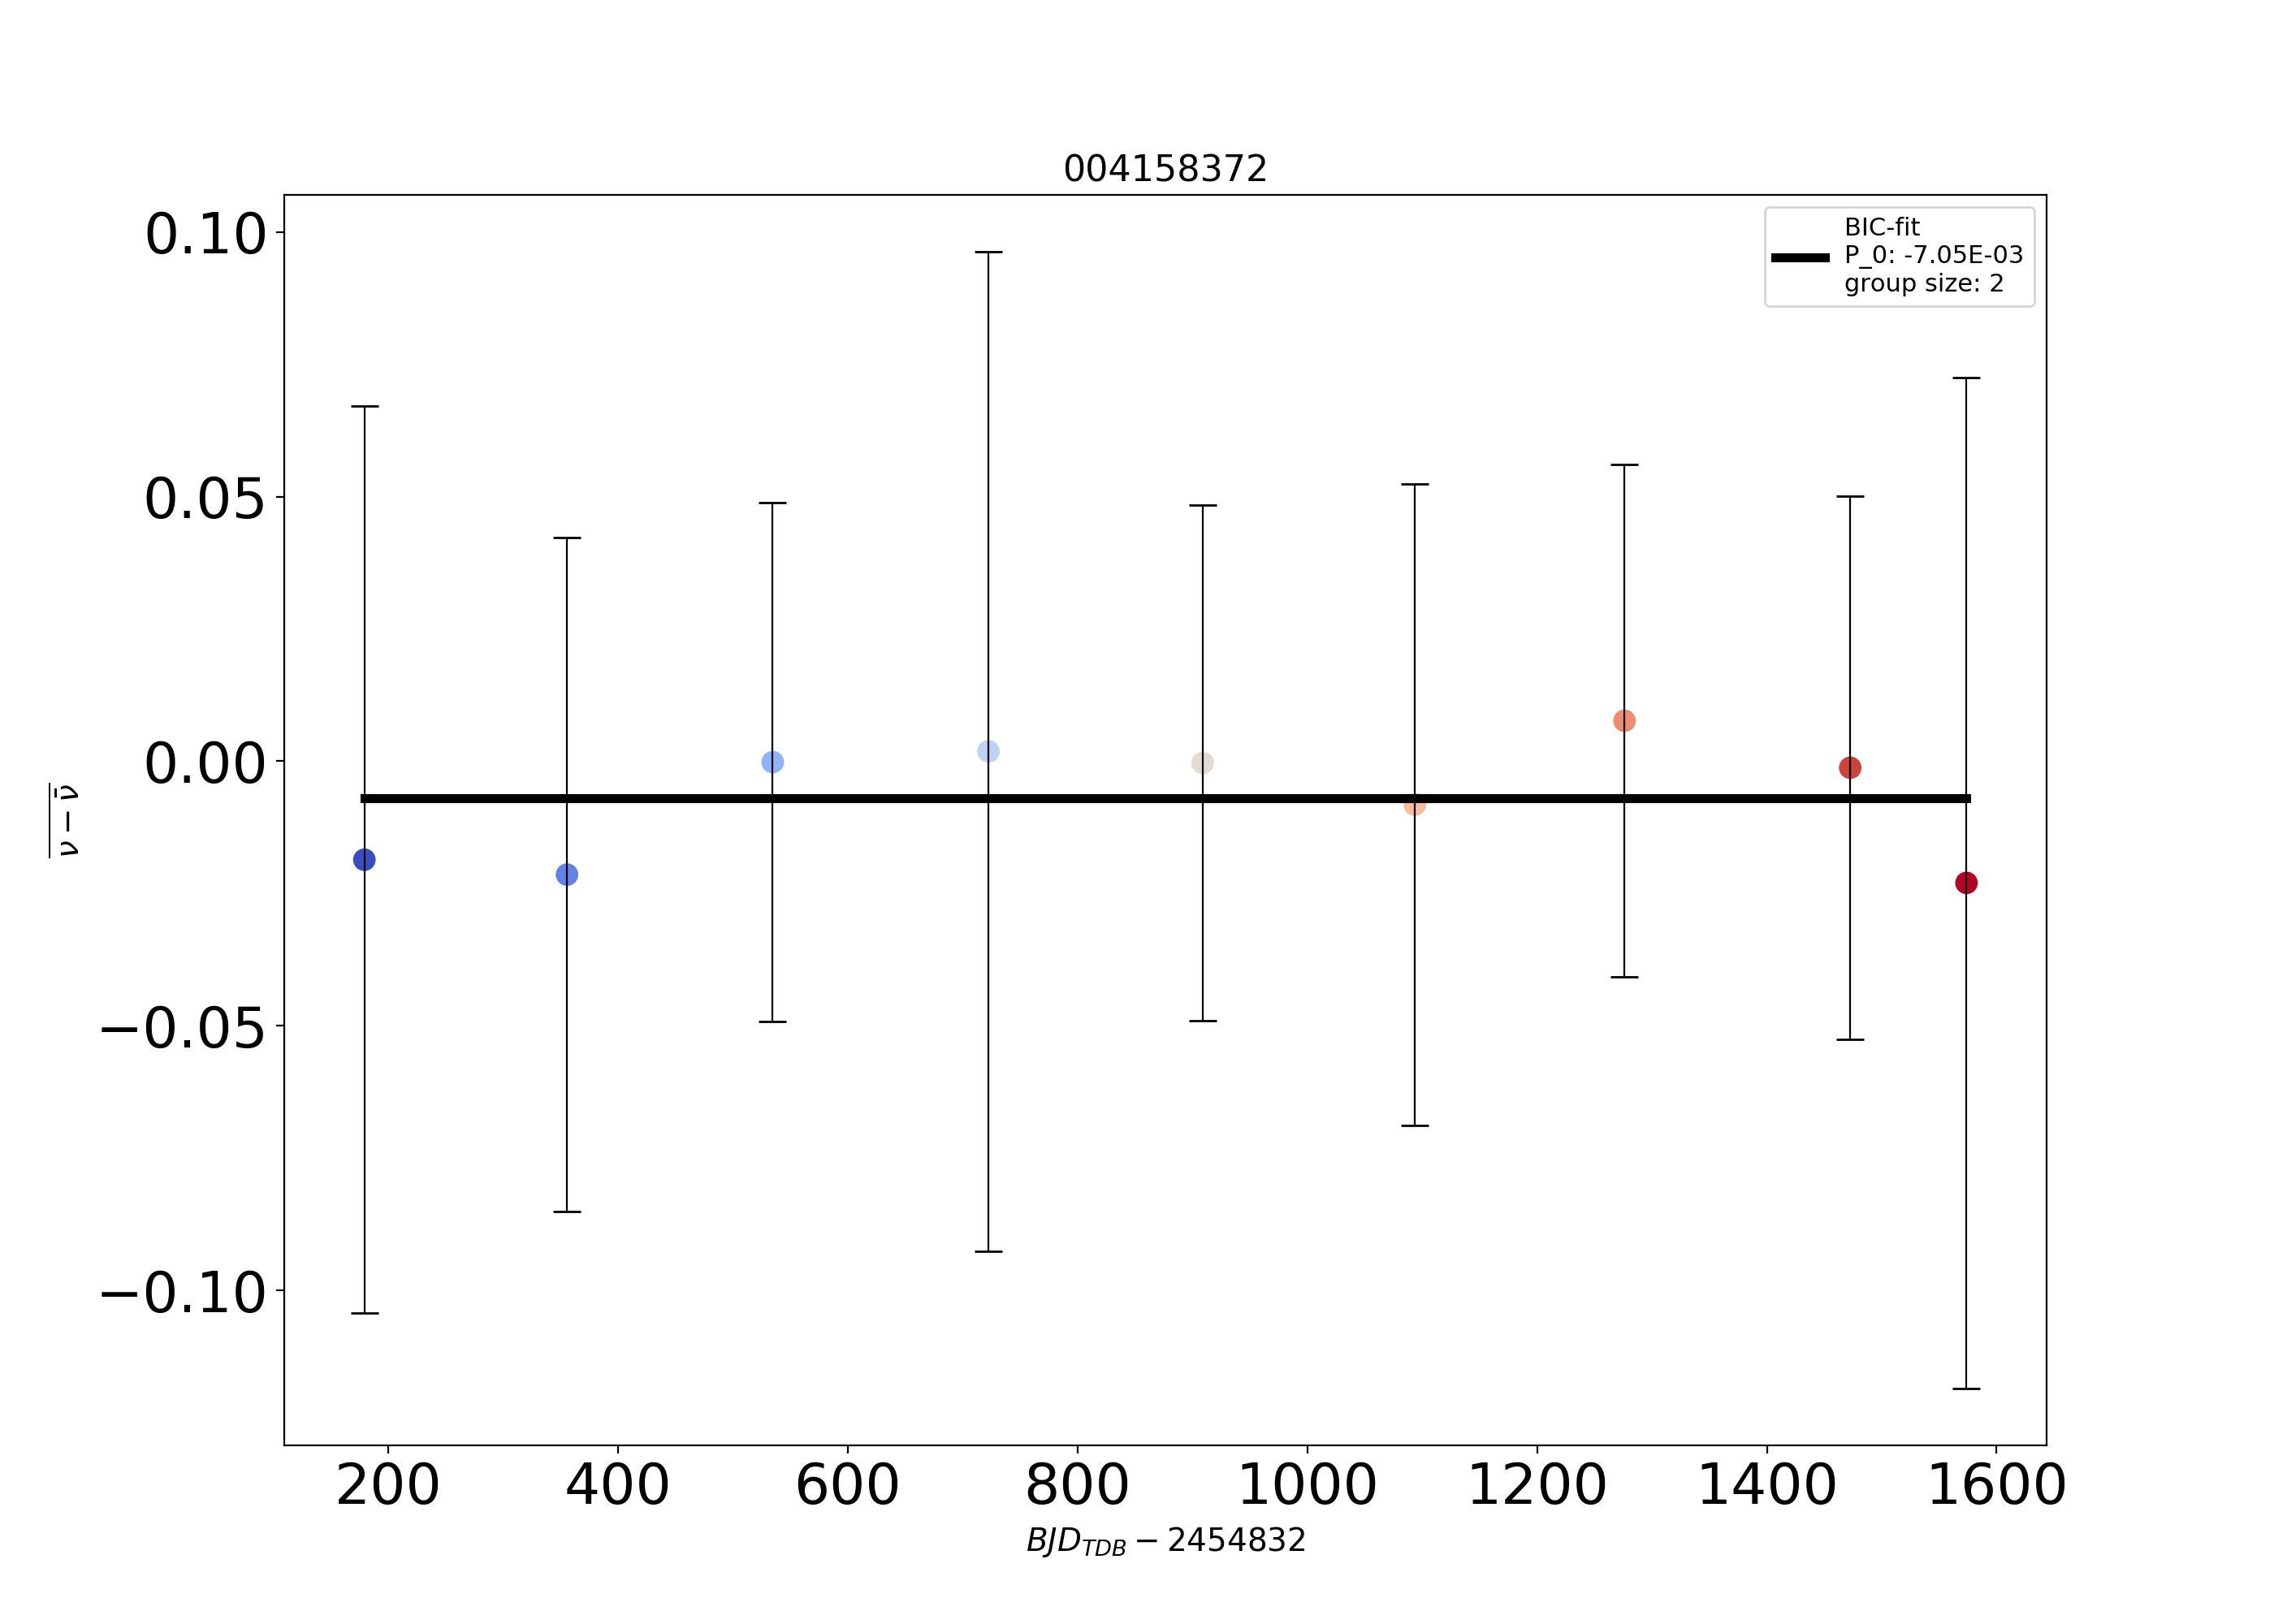 004158372
BIC-fit
P_0: -7.05E-03
group size: 2
0.10
0.05
0.00
−0.05
−0.10
ν − ν̄
200 400 600 800 1000 1200 1400 1600
BJD_TDB − 2454832